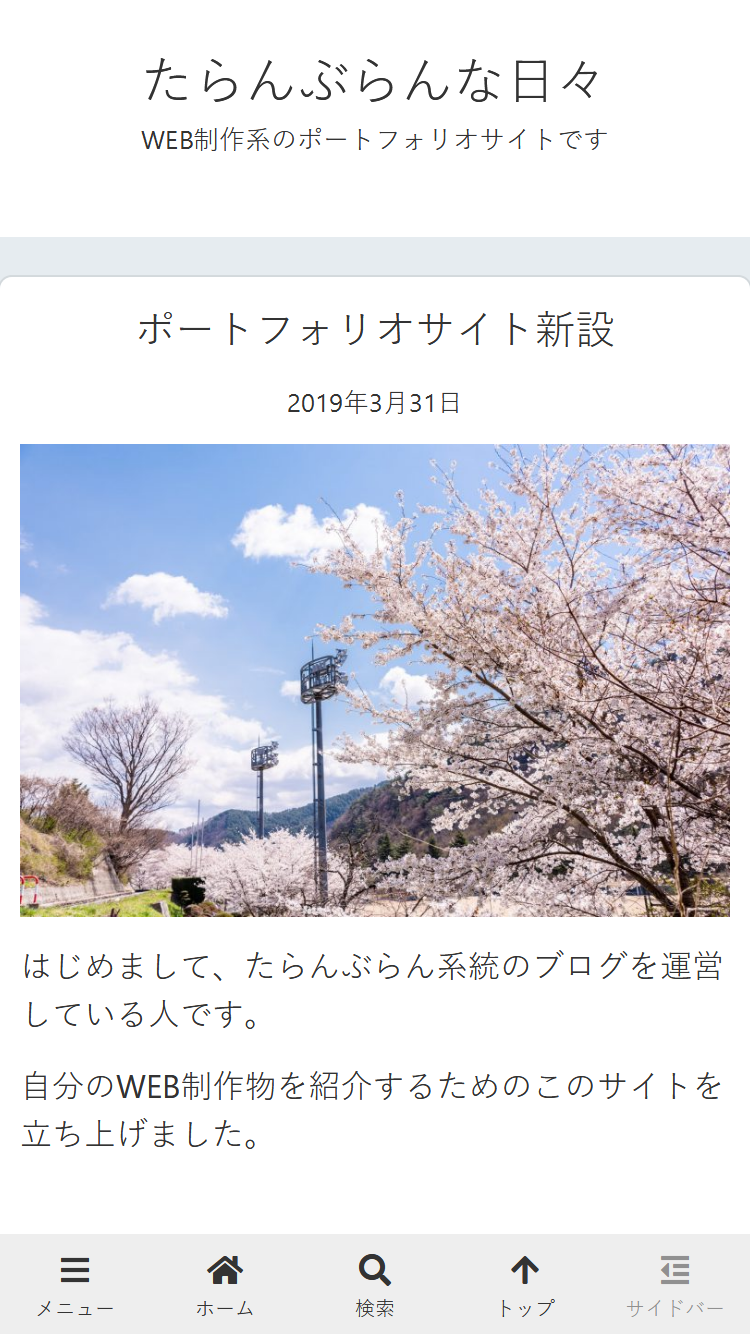 たらんぶらんな日々
WEB制作系のポートフォリオサイトです
ポートフォリオサイト新設
2019年3月31日
はじめまして、たらんぶらん系統のブログを運営
している人です。
自分のWEB制作物を紹介するためのこのサイトを
立ち上げました。
メニュー
ホーム
検索
トップ
サイドバー